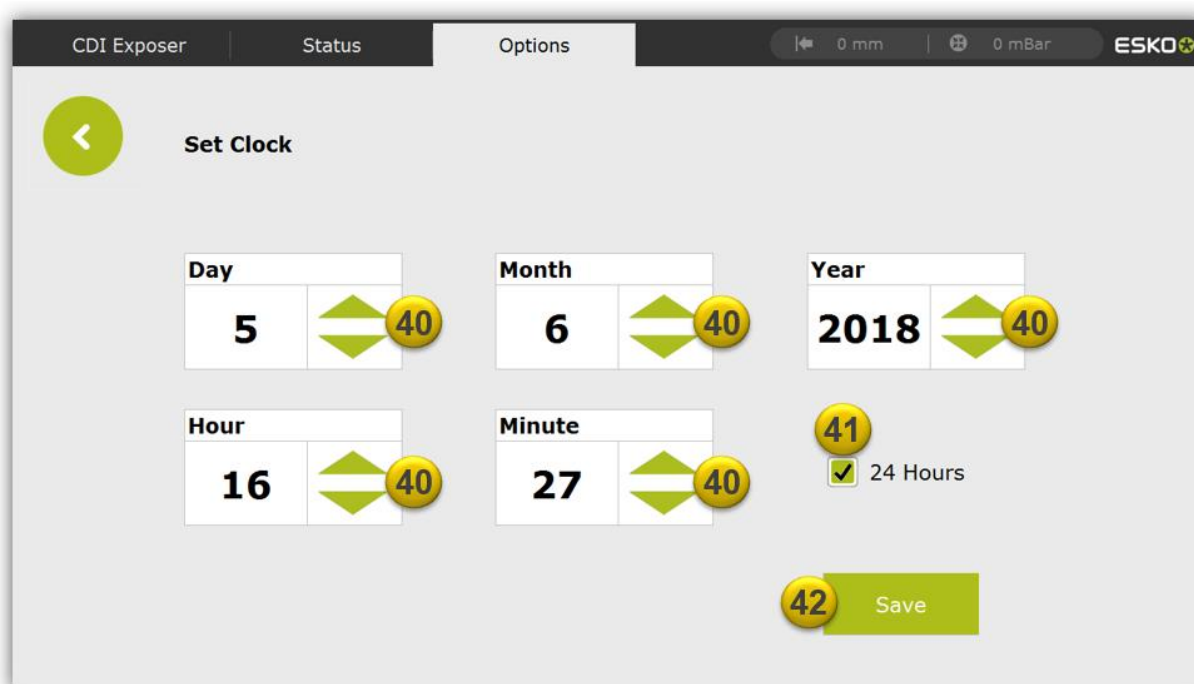 CDI Exposer Status Options 0 mm 0 mBar ESKO
Set Clock
Day Month Year
5 40 6 40 2018 40
Hour Minute
16 40 27 40
41
24 Hours
42 Save